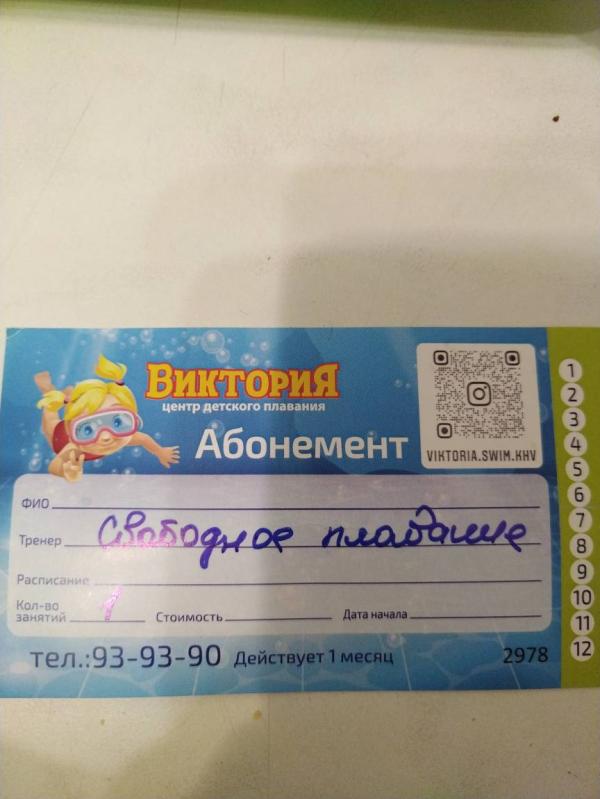 ВИКТОРИЯ
центр детского плавания
Абонемент
VIKTORIA.SWIM.KHV
ФИО
Тренер Свободное плавание
Расписание
Кол-во занятий 1 Стоимость Дата начала
тел.:93-93-90 Действует 1 месяц 2978
1
2
3
4
5
6
7
8
9
10
11
12